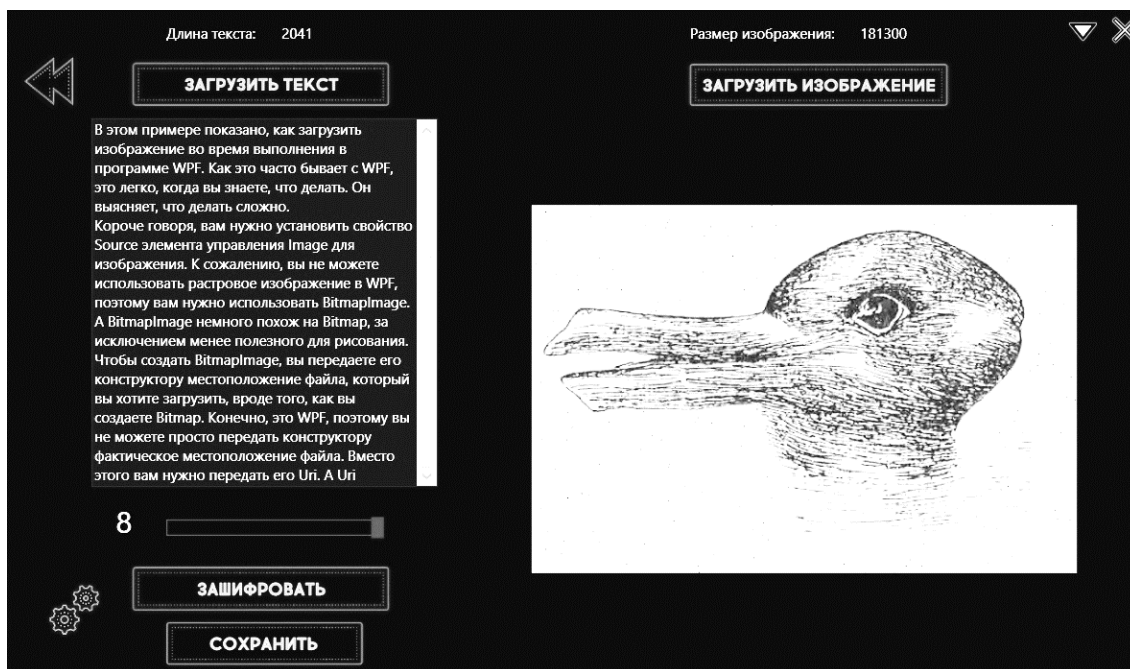 Длина текста: 2041
Размер изображения: 181300
ЗАГРУЗИТЬ ТЕКСТ
ЗАГРУЗИТЬ ИЗОБРАЖЕНИЕ
В этом примере показано, как загрузить
изображение во время выполнения в
программе WPF. Как это часто бывает с WPF,
это легко, когда вы знаете, что делать. Он
выясняет, что делать сложно.
Короче говоря, вам нужно установить свойство
Source элемента управления Image для
изображения. К сожалению, вы не можете
использовать растровое изображение в WPF,
поэтому вам нужно использовать BitmapImage.
A BitmapImage немного похож на Bitmap, за
исключением менее полезного для рисования.
Чтобы создать BitmapImage, вы передаете его
конструктору местоположение файла, который
вы хотите загрузить, вроде того, как вы
создаете Bitmap. Конечно, это WPF, поэтому вы
не можете просто передать конструктору
фактическое местоположение файла. Вместо
этого вам нужно передать его Uri. A Uri
8
ЗАШИФРОВАТЬ
СОХРАНИТЬ